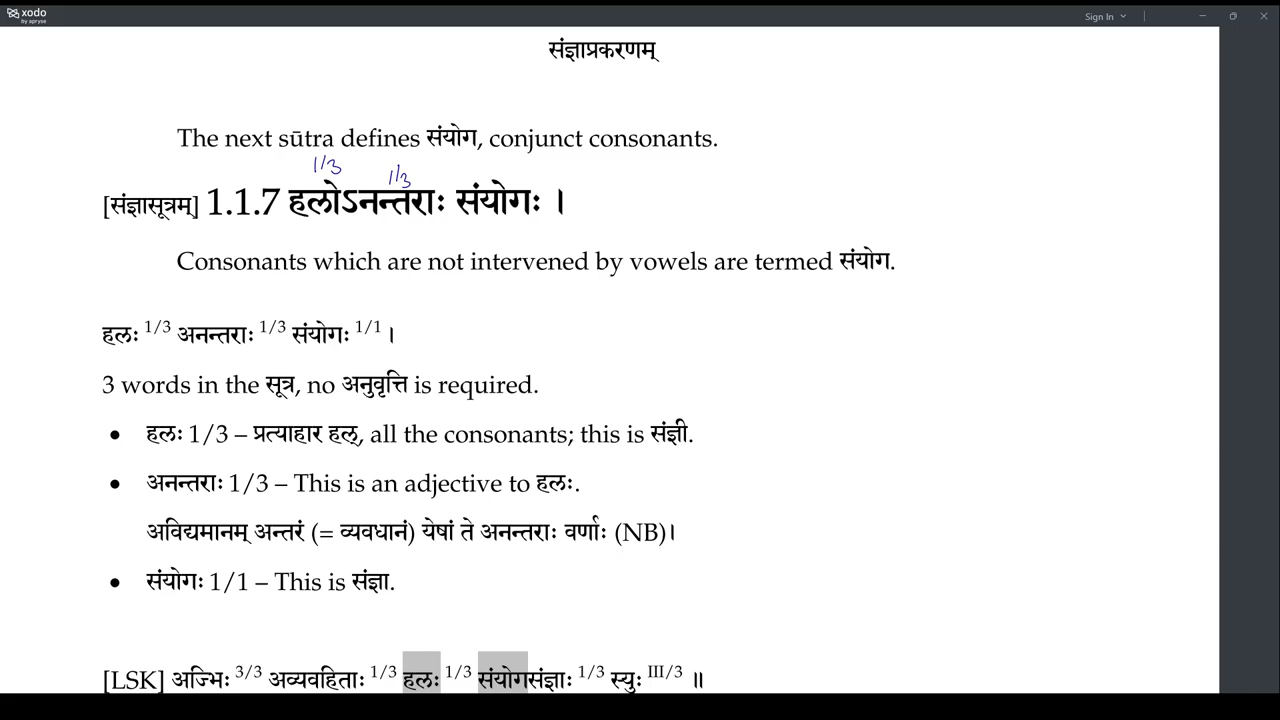 xodo
by apryse
Sign In
संज्ञाप्रकरणम्
The next sūtra defines संयोग, conjunct consonants.
1/3 1/3
[संज्ञासूत्रम्] 1.1.7 हलोऽनन्तराः संयोगः ।
Consonants which are not intervened by vowels are termed संयोग.
हलः 1/3 अनन्तराः 1/3 संयोगः 1/1 ।
3 words in the सूत्र, no अनुवृत्ति is required.
• हलः 1/3 – प्रत्याहार हल्, all the consonants; this is संज्ञी.
• अनन्तराः 1/3 – This is an adjective to हलः.
अविद्यमानम् अन्तरं (= व्यवधानं) येषां ते अनन्तराः वर्णाः (NB)।
• संयोगः 1/1 – This is संज्ञा.
[LSK] अज्भिः 3/3 अव्यवहिताः 1/3 हलः 1/3 संयोगसंज्ञाः 1/3 स्युः III/3 ॥